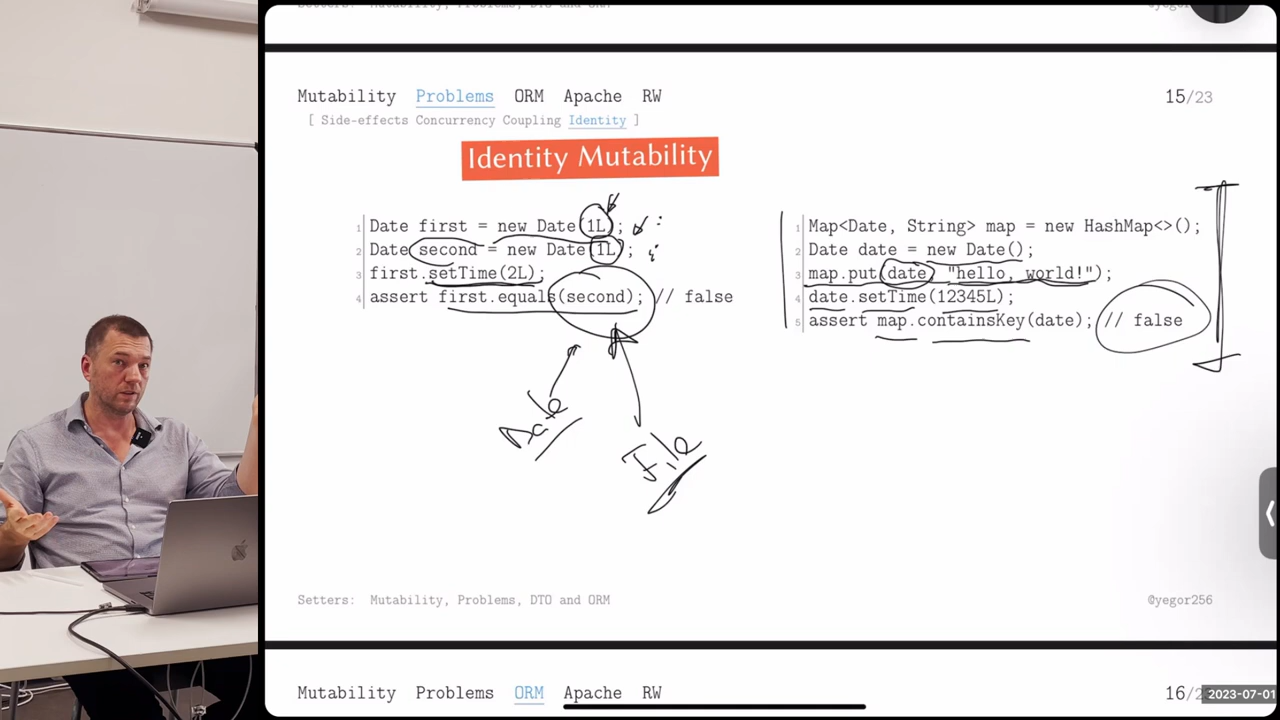 Setters: Mutability, Problems, DTO and ORM
Mutability Problems ORM Apache RW 15/23
[ Side-effects Concurrency Coupling Identity ]
Identity Mutability
1 Date first = new Date(1L);
2 Date second = new Date(1L);
3 first.setTime(2L);
4 assert first.equals(second); // false
1 Map<Date, String> map = new HashMap<>();
2 Date date = new Date();
3 map.put(date, "hello, world!");
4 date.setTime(12345L);
5 assert map.containsKey(date); // false
Date
File
Setters: Mutability, Problems, DTO and ORM
@yegor256
Mutability Problems ORM Apache RW 16/2
2023-07-01